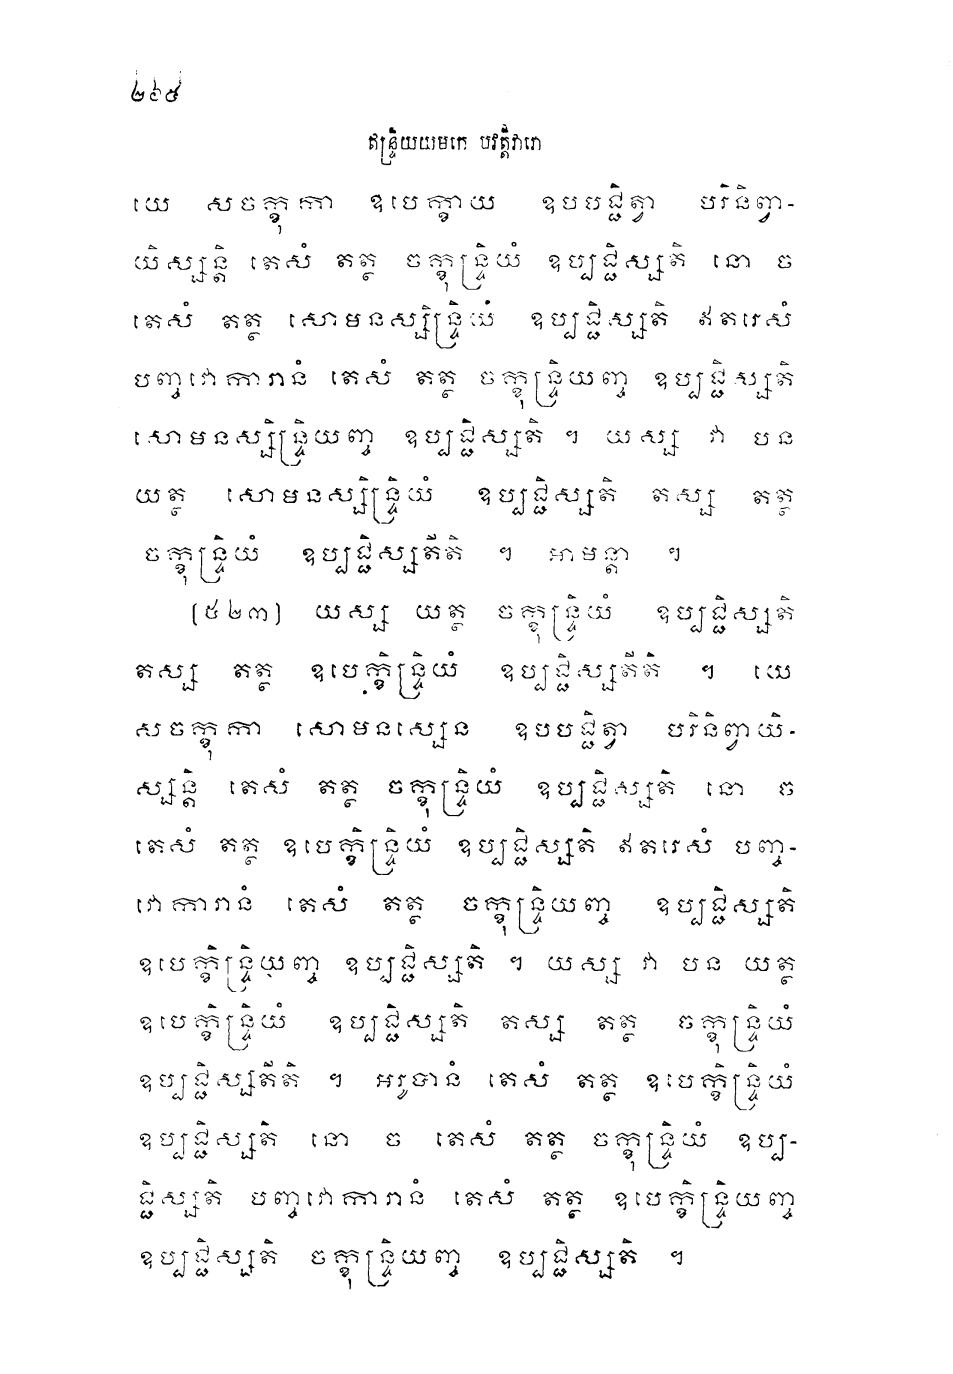 ២៦៩
ឥន្ទ្រិយយមកេ បវត្តិវារោ
យេ សចក្ខុកា ឧបេក្ខាយ ឧបបជ្ជិត្វា បរិនិព្វា-
យិស្សន្តិ តេសំ តត្ថ ចក្ខុន្ទ្រិយំ ឧប្បជ្ជិស្សតិ នោ ច
តេសំ តត្ថ សោមនស្សិន្ទ្រិយំ ឧប្បជ្ជិស្សតិ ឥតរេសំ
បញ្ចវោការានំ តេសំ តត្ថ ចក្ខុន្ទ្រិយញ្ច ឧប្បជ្ជិស្សតិ
សោមនស្សិន្ទ្រិយញ្ច ឧប្បជ្ជិស្សតិ ។ យស្ស វា បន
យត្ថ សោមនស្សិន្ទ្រិយំ ឧប្បជ្ជិស្សតិ តស្ស តត្ថ
ចក្ខុន្ទ្រិយំ ឧប្បជ្ជិស្សតីតិ ។ អាមន្តា ។
(៥២៣) យស្ស យត្ថ ចក្ខុន្ទ្រិយំ ឧប្បជ្ជិស្សតិ
តស្ស តត្ថ ឧបេក្ខិន្ទ្រិយំ ឧប្បជ្ជិស្សតីតិ ។ យេ
សចក្ខុកា សោមនស្សេន ឧបបជ្ជិត្វា បរិនិព្វាយិ-
ស្សន្តិ តេសំ តត្ថ ចក្ខុន្ទ្រិយំ ឧប្បជ្ជិស្សតិ នោ ច
តេសំ តត្ថ ឧបេក្ខិន្ទ្រិយំ ឧប្បជ្ជិស្សតិ ឥតរេសំ បញ្ច-
វោការានំ តេសំ តត្ថ ចក្ខុន្ទ្រិយញ្ច ឧប្បជ្ជិស្សតិ
ឧបេក្ខិន្ទ្រិយញ្ច ឧប្បជ្ជិស្សតិ ។ យស្ស វា បន យត្ថ
ឧបេក្ខិន្ទ្រិយំ ឧប្បជ្ជិស្សតិ តស្ស តត្ថ ចក្ខុន្ទ្រិយំ
ឧប្បជ្ជិស្សតីតិ ។ អរូបានំ តេសំ តត្ថ ឧបេក្ខិន្ទ្រិយំ
ឧប្បជ្ជិស្សតិ នោ ច តេសំ តត្ថ ចក្ខុន្ទ្រិយំ ឧប្ប-
ជ្ជិស្សតិ បញ្ចវោការានំ តេសំ តត្ថ ឧបេក្ខិន្ទ្រិយញ្ច
ឧប្បជ្ជិស្សតិ ចក្ខុន្ទ្រិយញ្ច ឧប្បជ្ជិស្សតិ ។